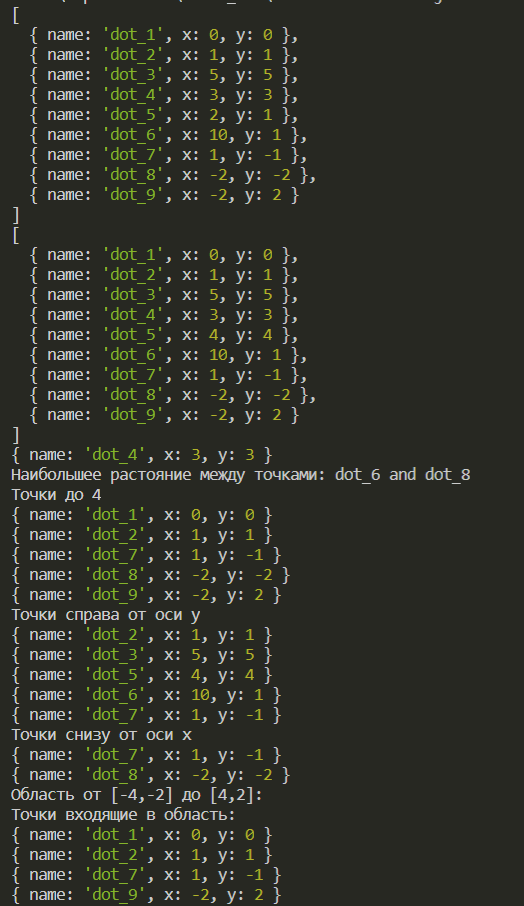 [
  { name: 'dot_1', x: 0, y: 0 },
  { name: 'dot_2', x: 1, y: 1 },
  { name: 'dot_3', x: 5, y: 5 },
  { name: 'dot_4', x: 3, y: 3 },
  { name: 'dot_5', x: 2, y: 1 },
  { name: 'dot_6', x: 10, y: 1 },
  { name: 'dot_7', x: 1, y: -1 },
  { name: 'dot_8', x: -2, y: -2 },
  { name: 'dot_9', x: -2, y: 2 }
]
[
  { name: 'dot_1', x: 0, y: 0 },
  { name: 'dot_2', x: 1, y: 1 },
  { name: 'dot_3', x: 5, y: 5 },
  { name: 'dot_4', x: 3, y: 3 },
  { name: 'dot_5', x: 4, y: 4 },
  { name: 'dot_6', x: 10, y: 1 },
  { name: 'dot_7', x: 1, y: -1 },
  { name: 'dot_8', x: -2, y: -2 },
  { name: 'dot_9', x: -2, y: 2 }
]
{ name: 'dot_4', x: 3, y: 3 }
Наибольшее растояние между точками: dot_6 and dot_8
Точки до 4
{ name: 'dot_1', x: 0, y: 0 }
{ name: 'dot_2', x: 1, y: 1 }
{ name: 'dot_7', x: 1, y: -1 }
{ name: 'dot_8', x: -2, y: -2 }
{ name: 'dot_9', x: -2, y: 2 }
Точки справа от оси y
{ name: 'dot_2', x: 1, y: 1 }
{ name: 'dot_3', x: 5, y: 5 }
{ name: 'dot_5', x: 4, y: 4 }
{ name: 'dot_6', x: 10, y: 1 }
{ name: 'dot_7', x: 1, y: -1 }
Точки снизу от оси x
{ name: 'dot_7', x: 1, y: -1 }
{ name: 'dot_8', x: -2, y: -2 }
Область от [-4,-2] до [4,2]:
Точки входящие в область:
{ name: 'dot_1', x: 0, y: 0 }
{ name: 'dot_2', x: 1, y: 1 }
{ name: 'dot_7', x: 1, y: -1 }
{ name: 'dot_9', x: -2, y: 2 }